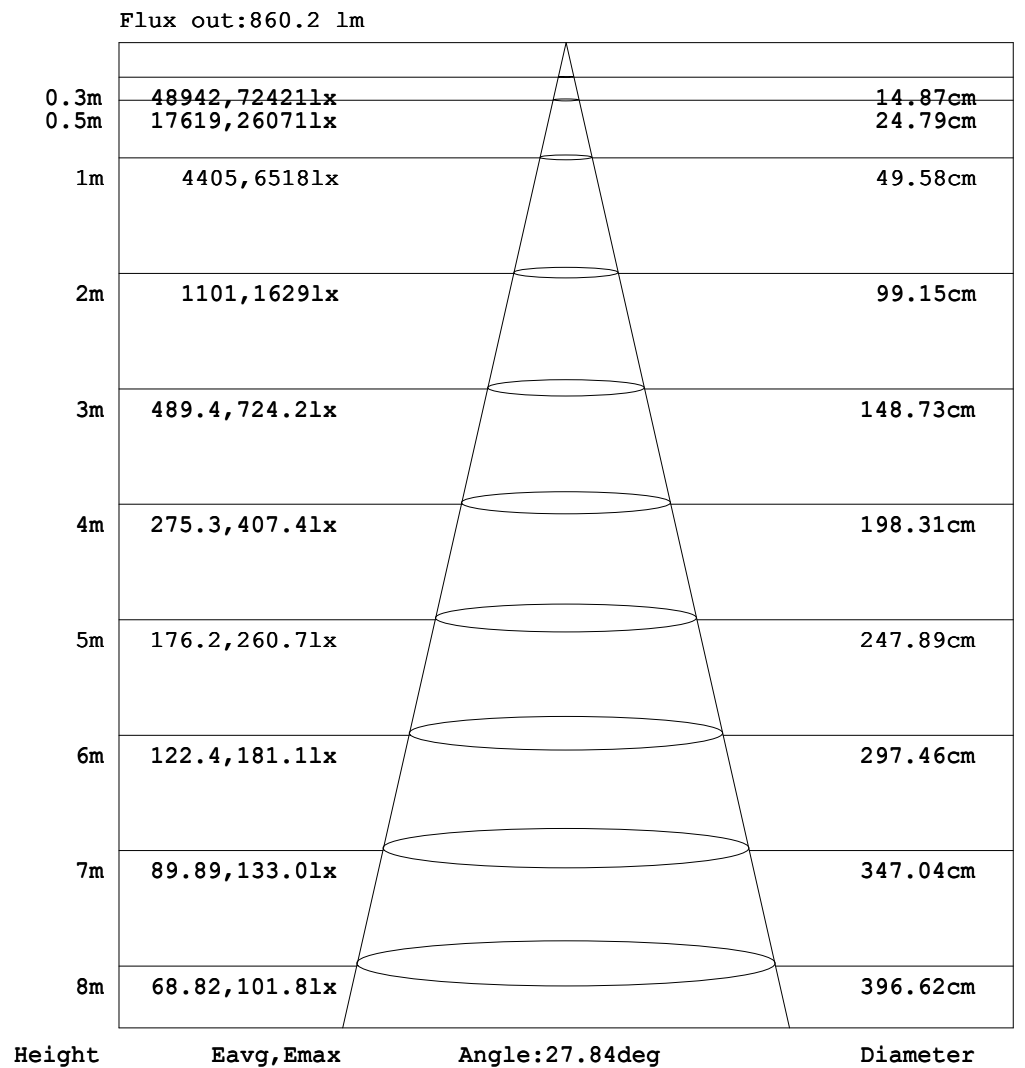 Flux out:860.2 lm
0.3m 48942,72421lx 14.87cm
0.5m 17619,26071lx 24.79cm
1m 4405,6518lx 49.58cm
2m 1101,1629lx 99.15cm
3m 489.4,724.2lx 148.73cm
4m 275.3,407.4lx 198.31cm
5m 176.2,260.7lx 247.89cm
6m 122.4,181.1lx 297.46cm
7m 89.89,133.0lx 347.04cm
8m 68.82,101.8lx 396.62cm
Height Eavg,Emax Angle:27.84deg Diameter